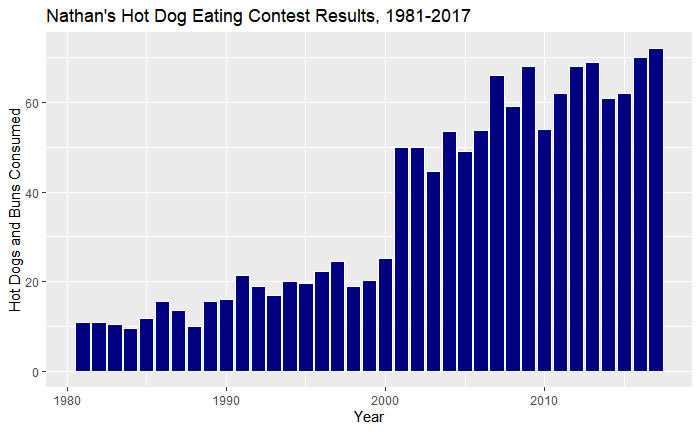 Nathan's Hot Dog Eating Contest Results, 1981-2017
Hot Dogs and Buns Consumed
60
40
20
0
1980 1990 2000 2010
Year